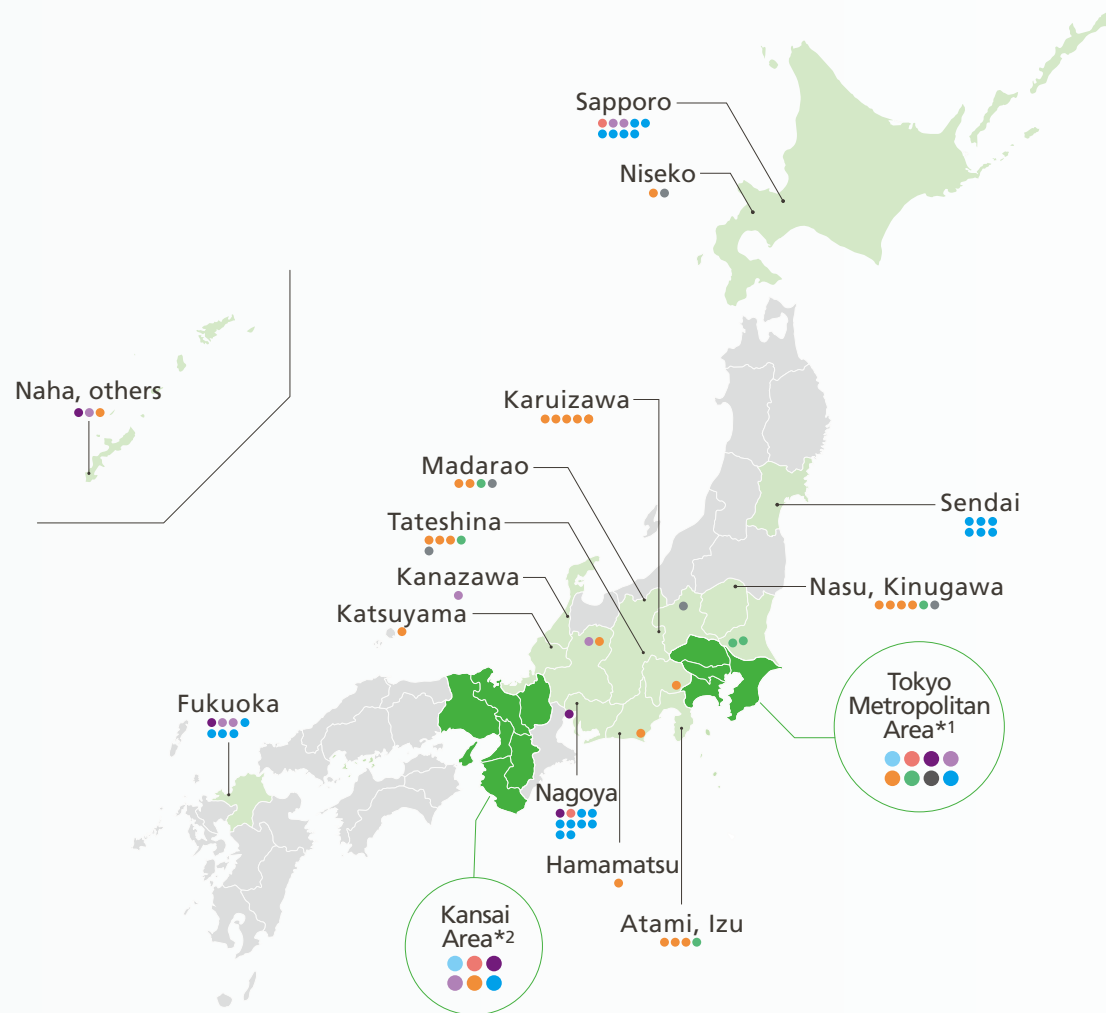 Sapporo
Niseko
Naha, others
Karuizawa
Madarao
Tateshina
Kanazawa
Katsuyama
Sendai
Nasu, Kinugawa
Tokyo
Metropolitan
Area*1
Fukuoka
Nagoya
Hamamatsu
Atami, Izu
Kansai
Area*2